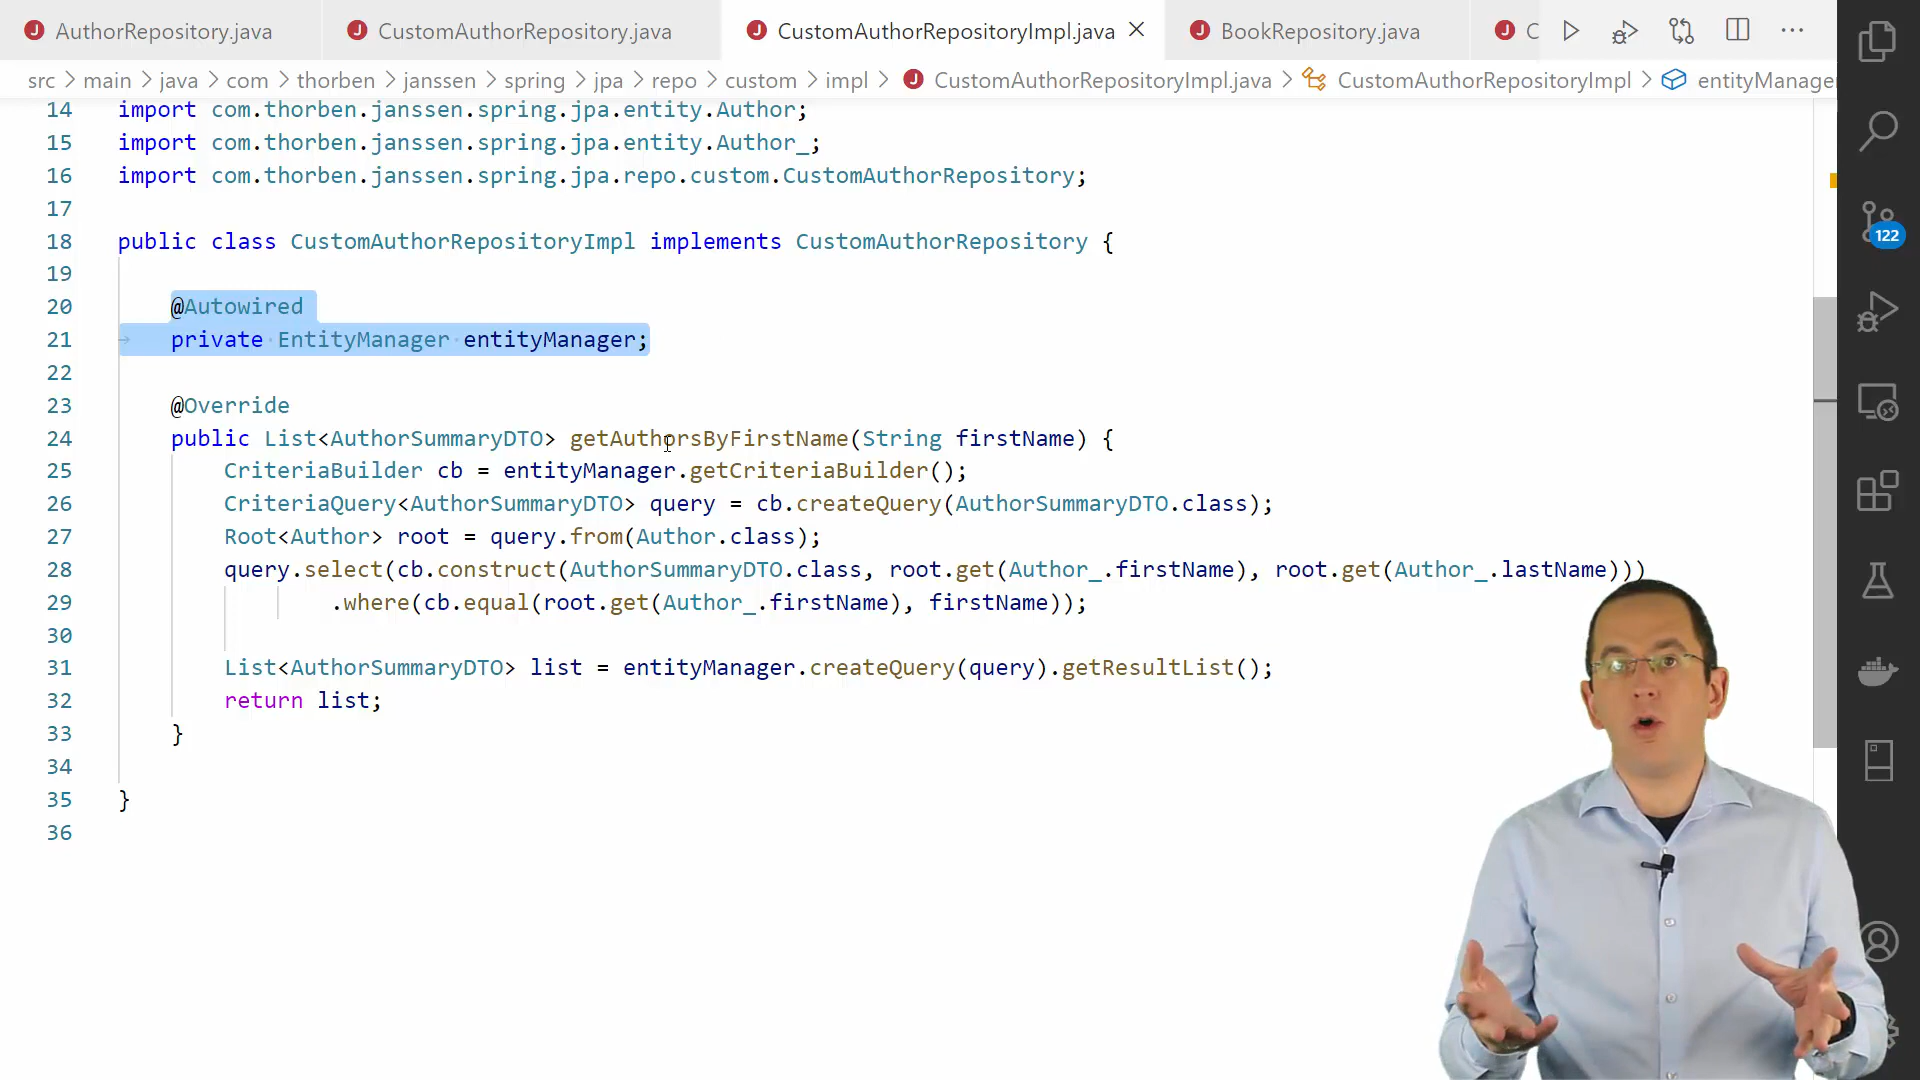 AuthorRepository.java
CustomAuthorRepository.java
CustomAuthorRepositoryImpl.java
BookRepository.java
C
src > main > java > com > thorben > janssen > spring > jpa > repo > custom > impl > CustomAuthorRepositoryImpl.java > CustomAuthorRepositoryImpl > entityManager
14 import com.thorben.janssen.spring.jpa.entity.Author;
15 import com.thorben.janssen.spring.jpa.entity.Author_;
16 import com.thorben.janssen.spring.jpa.repo.custom.CustomAuthorRepository;
17
18 public class CustomAuthorRepositoryImpl implements CustomAuthorRepository {
19
20 @Autowired
21 private EntityManager entityManager;
22
23 @Override
24 public List<AuthorSummaryDTO> getAuthorsByFirstName(String firstName) {
25 CriteriaBuilder cb = entityManager.getCriteriaBuilder();
26 CriteriaQuery<AuthorSummaryDTO> query = cb.createQuery(AuthorSummaryDTO.class);
27 Root<Author> root = query.from(Author.class);
28 query.select(cb.construct(AuthorSummaryDTO.class, root.get(Author_.firstName), root.get(Author_.lastName)))
29 .where(cb.equal(root.get(Author_.firstName), firstName));
30
31 List<AuthorSummaryDTO> list = entityManager.createQuery(query).getResultList();
32 return list;
33 }
34
35 }
36
122